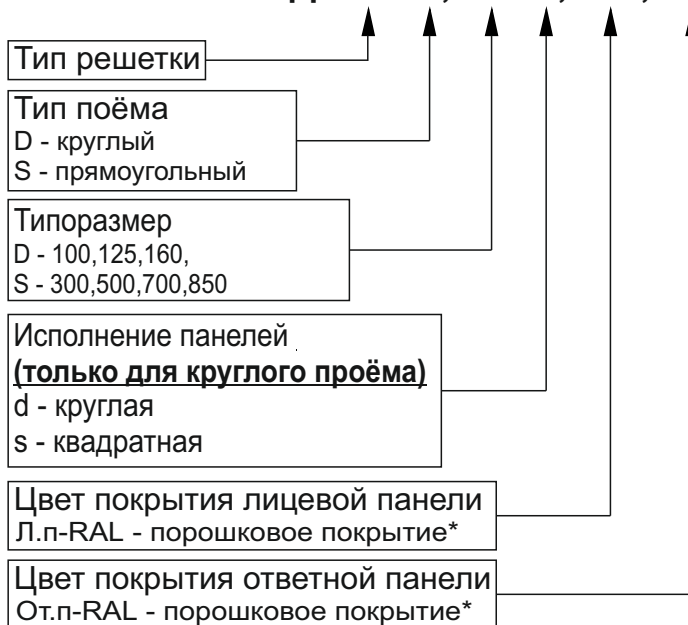 Тип решетки
Тип поёма
D - круглый
S - прямоугольный
Типоразмер
D - 100,125,160,
S - 300,500,700,850
Исполнение панелей
(только для круглого проёма)
d - круглая
s - квадратная
Цвет покрытия лицевой панели
Л.п-RAL - порошковое покрытие*
Цвет покрытия ответной панели
От.п-RAL - порошковое покрытие*